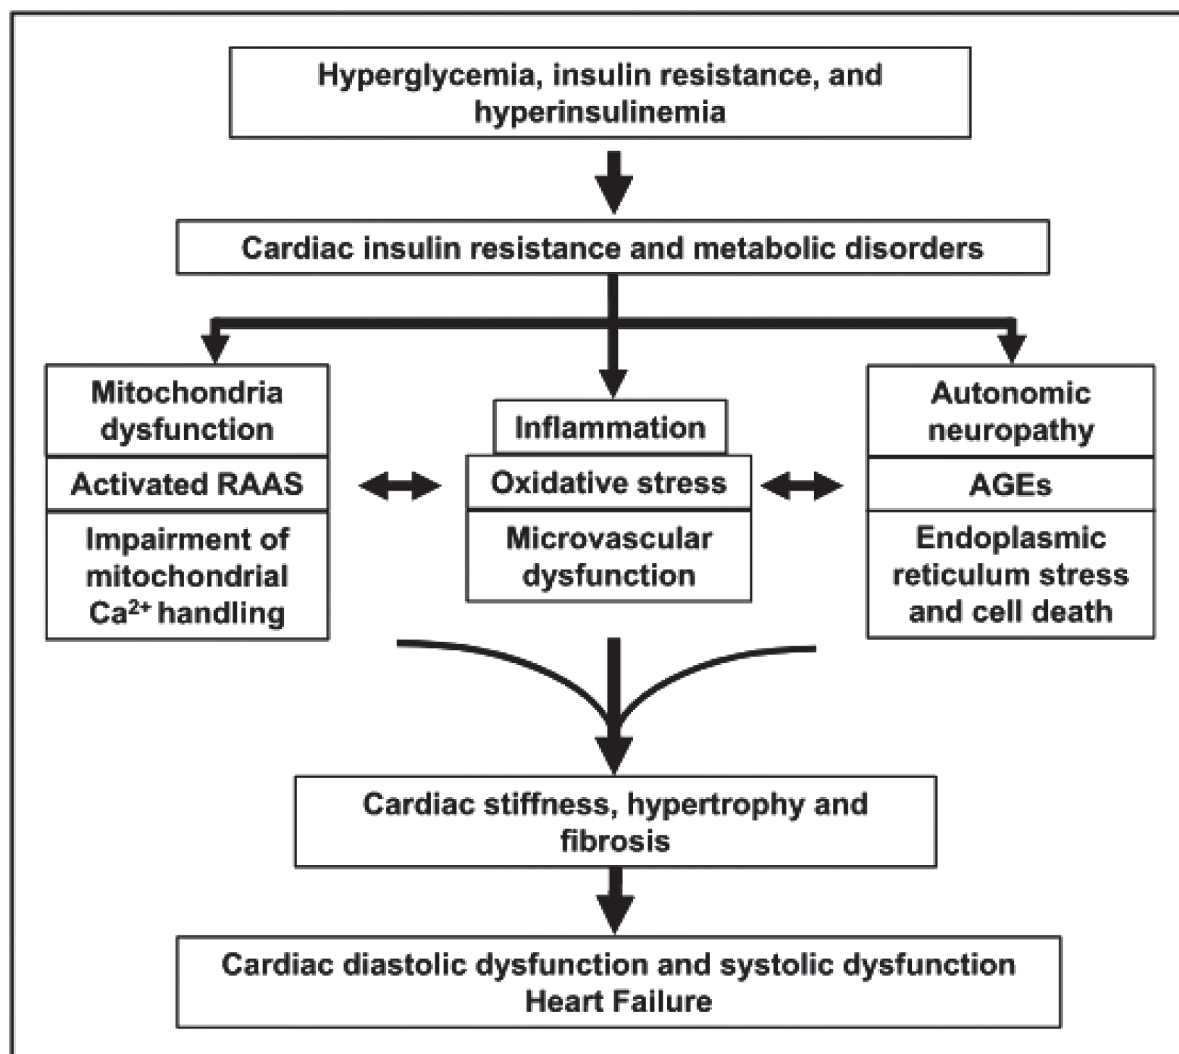 Hyperglycemia, insulin resistance, and
hyperinsulinemia
Cardiac insulin resistance and metabolic disorders
Mitochondria
dysfunction
Activated RAAS
Impairment of
mitochondrial
Ca²⁺ handling
Inflammation
Oxidative stress
Microvascular
dysfunction
Autonomic
neuropathy
AGEs
Endoplasmic
reticulum stress
and cell death
Cardiac stiffness, hypertrophy and
fibrosis
Cardiac diastolic dysfunction and systolic dysfunction
Heart Failure